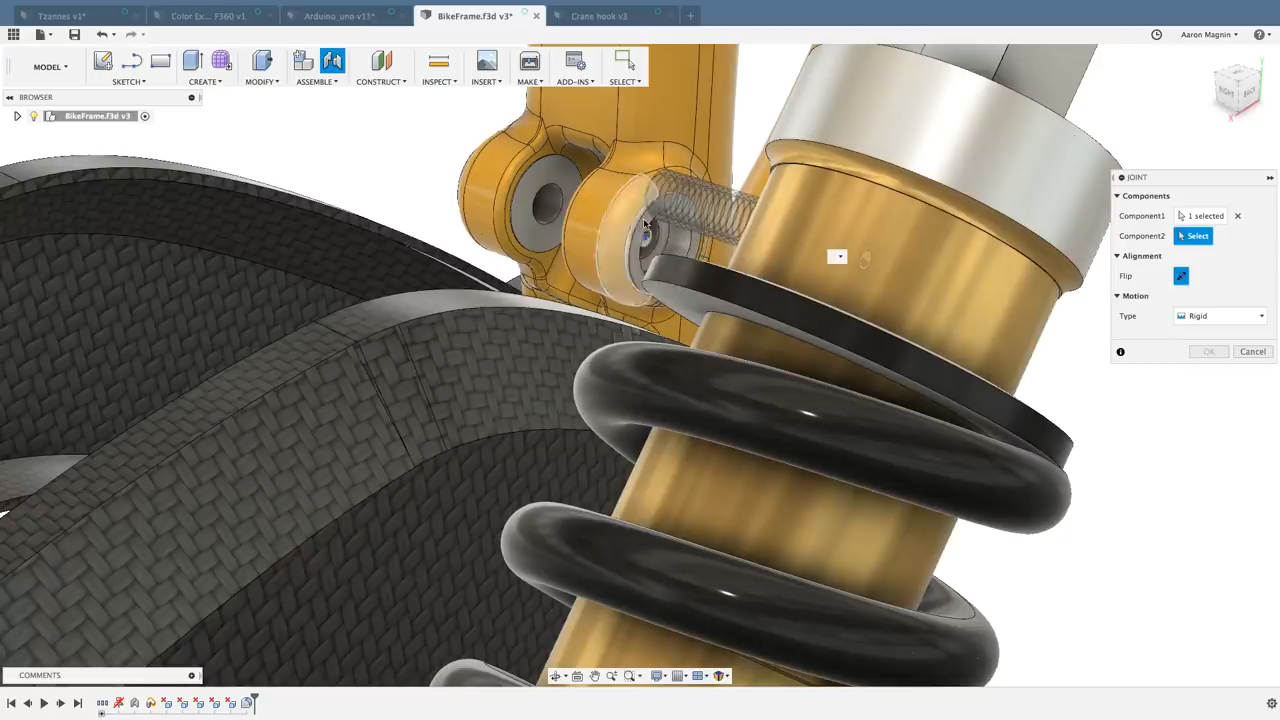 Tzannes v1*
Color Ex... F360 v1
Arduino_uno v11*
BikeFrame.f3d v3*
Crane hook v3
Aaron Magnin
MODEL
SKETCH
CREATE
MODIFY
ASSEMBLE
CONSTRUCT
INSPECT
INSERT
MAKE
ADD-INS
SELECT
RIGHT
BACK
BROWSER
BikeFrame.f3d v3
JOINT
Components
Component1
1 selected
Component2
Select
Alignment
Flip
Motion
Type
Rigid
OK
Cancel
COMMENTS